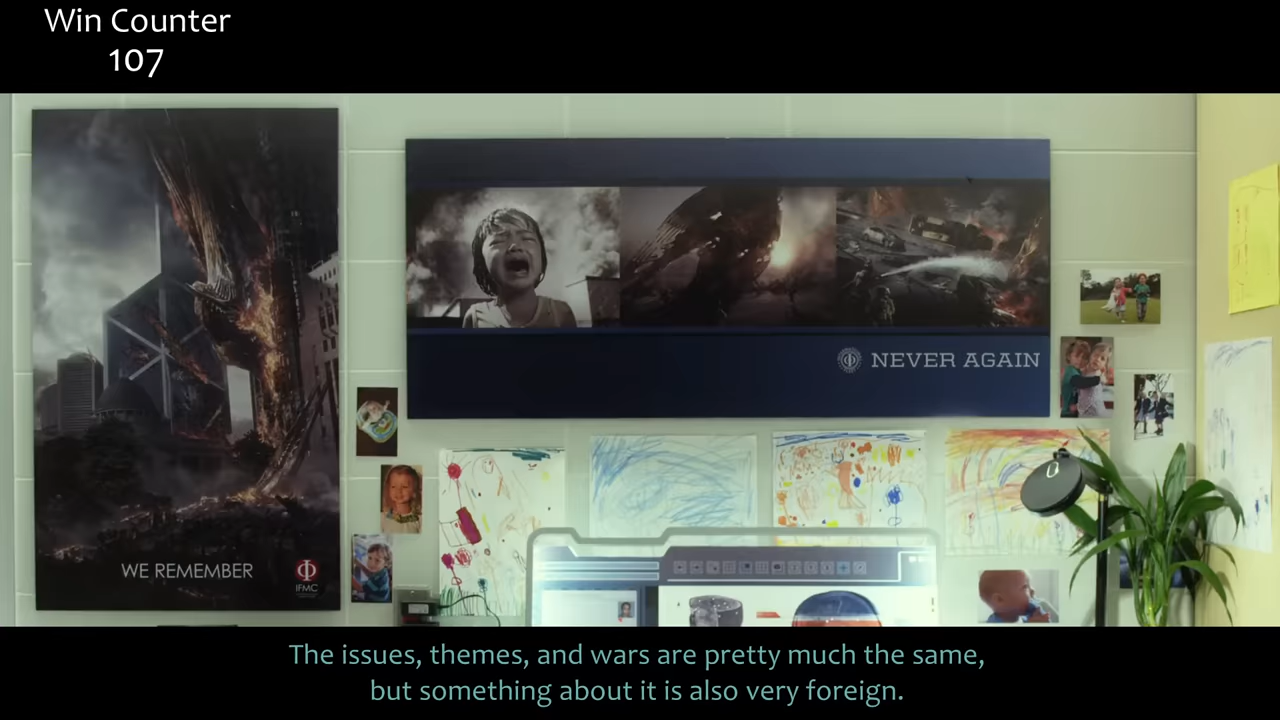 Win Counter
107
NEVER AGAIN
WE REMEMBER
IFMC
The issues, themes, and wars are pretty much the same,
but something about it is also very foreign.